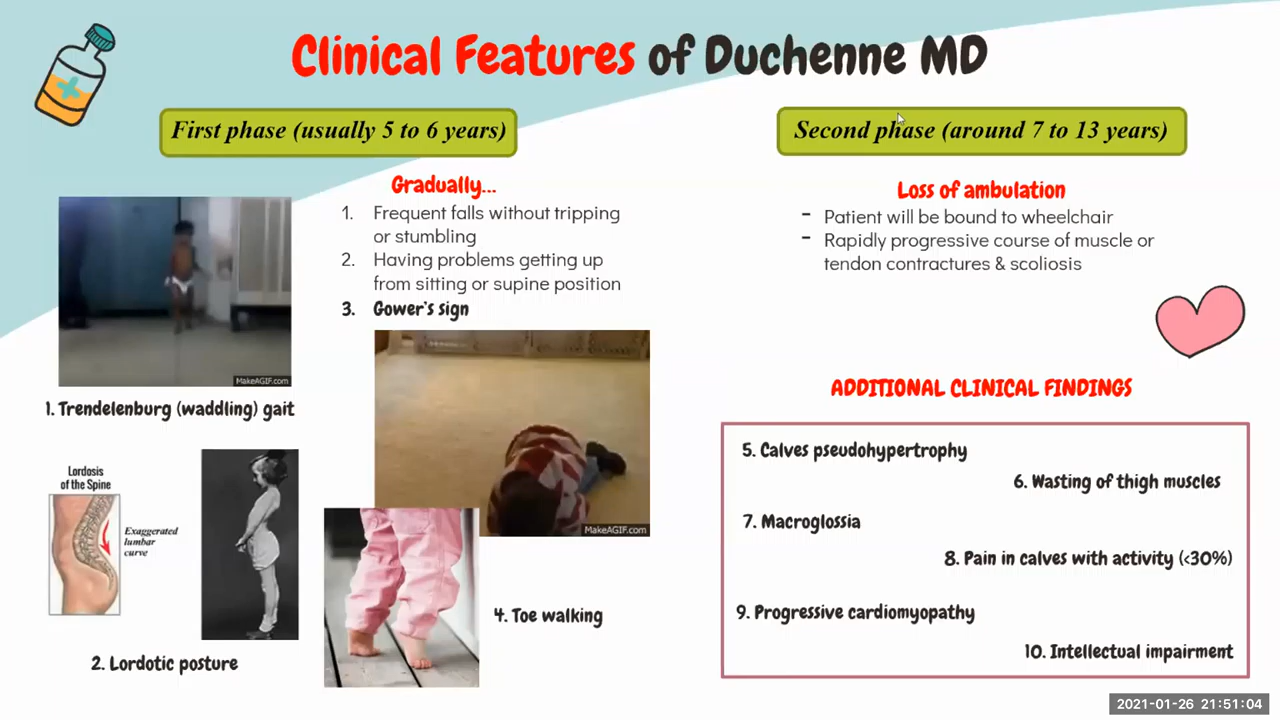 Clinical Features of Duchenne MD
First phase (usually 5 to 6 years)
Gradually...
1. Frequent falls without tripping
or stumbling
2. Having problems getting up
from sitting or supine position
3. Gower's sign
MakeAGIF.com
1. Trendelenburg (waddling) gait
MakeAGIF.com
Lordosis
of the Spine
Exaggerated
lumbar
curve
2. Lordotic posture
4. Toe walking
Second phase (around 7 to 13 years)
Loss of ambulation
- Patient will be bound to wheelchair
- Rapidly progressive course of muscle or
tendon contractures & scoliosis
ADDITIONAL CLINICAL FINDINGS
5. Calves pseudohypertrophy
6. Wasting of thigh muscles
7. Macroglossia
8. Pain in calves with activity (<30%)
9. Progressive cardiomyopathy
10. Intellectual impairment
2021-01-26 21:51:04